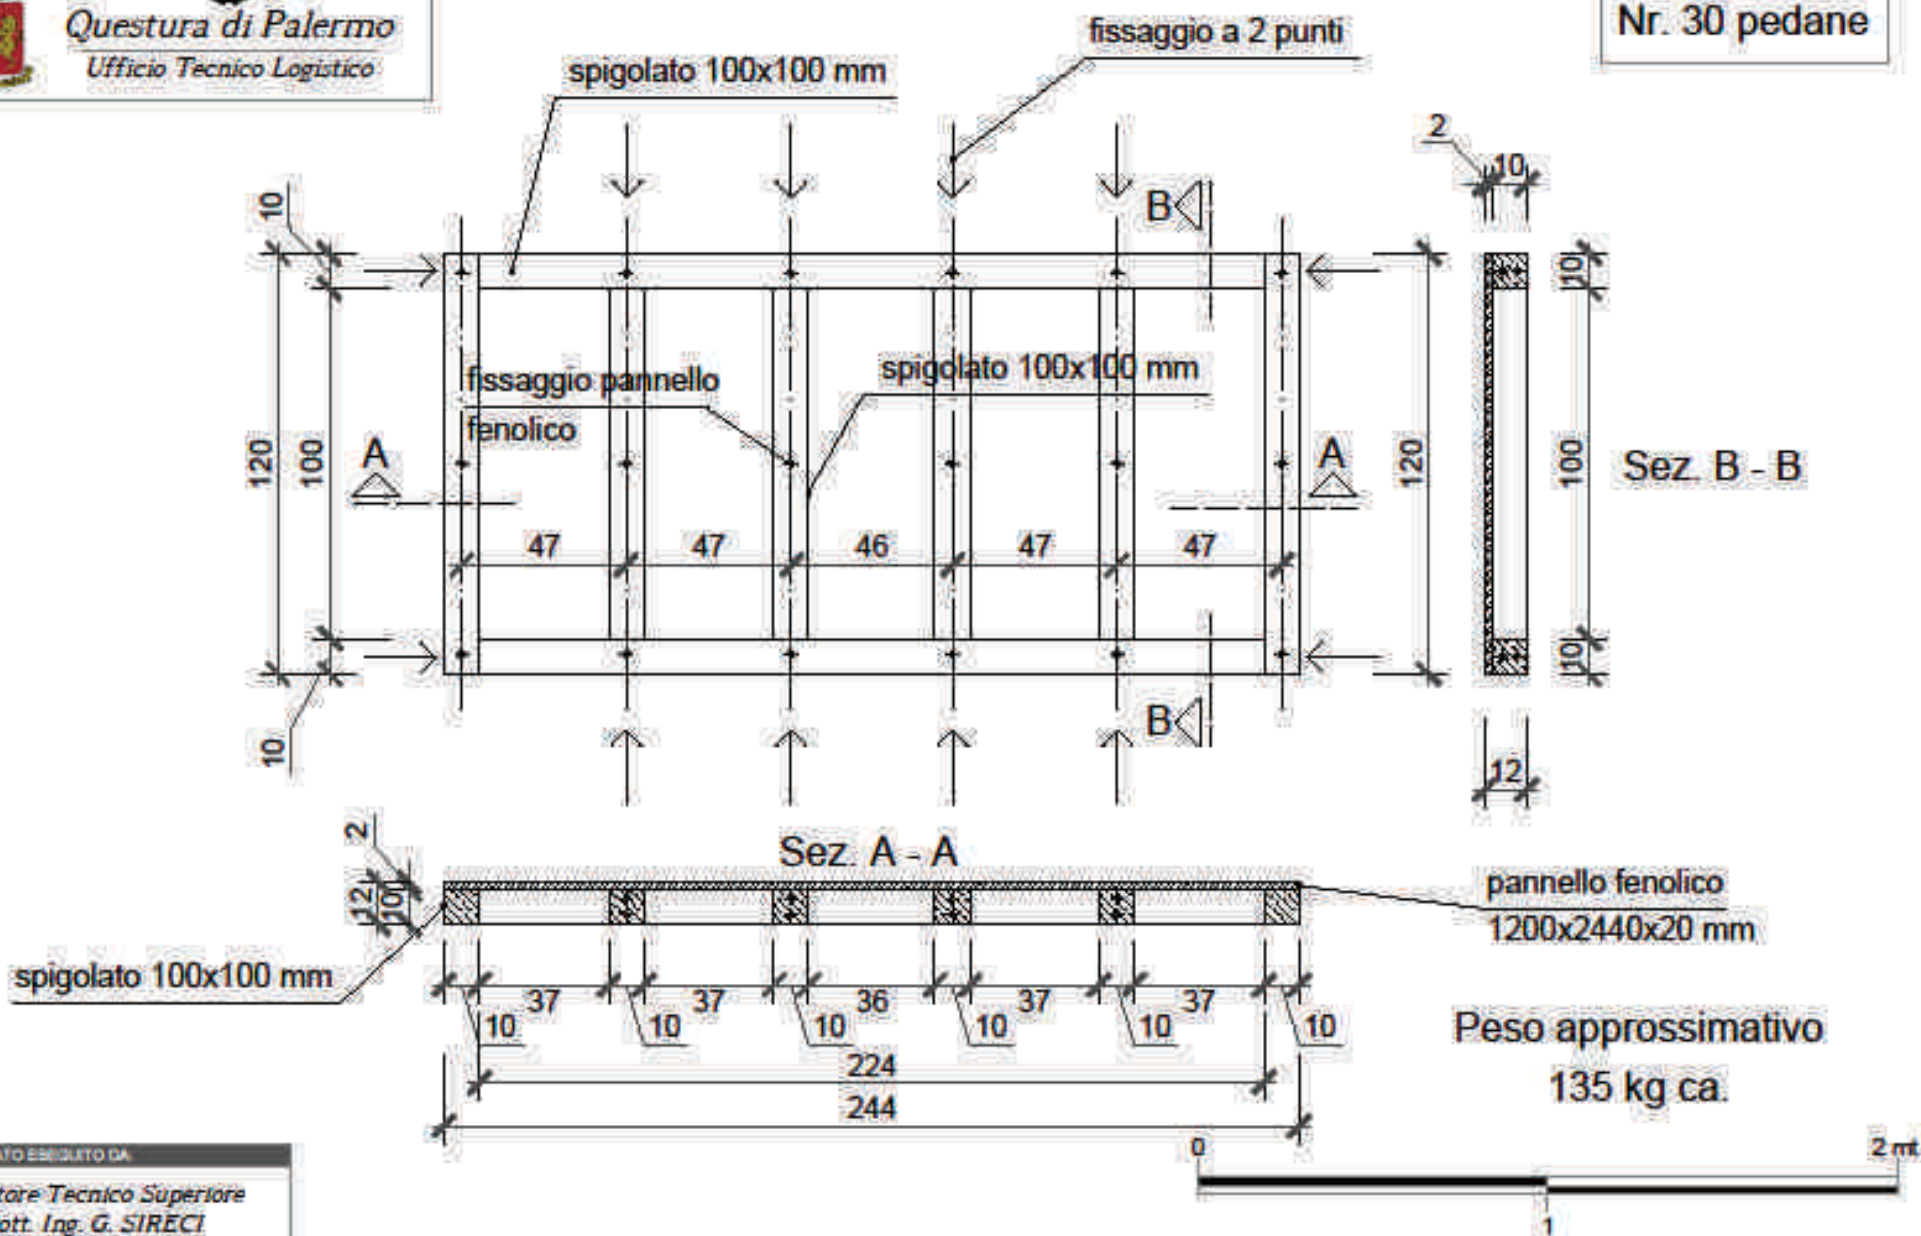 Questura di Palermo
Ufficio Tecnico Logistico
Nr. 30 pedane
fissaggio a 2 punti
spigolato 100x100 mm
2
10
B
10
10
fissaggio pannello
fenolico
spigolato 100x100 mm
120
100
A
A
120
100
Sez. B - B
47
47
46
47
47
10
B
10
12
2
Sez. A - A
12
10
pannello fenolico
1200x2440x20 mm
spigolato 100x100 mm
37
37
36
37
37
10
10
10
10
10
10
224
244
Peso approssimativo
135 kg ca.
0
2 mt
1
ATO ESEGUITO DA:
tore Tecnico Superiore
ott. Ing. G. SIRECI